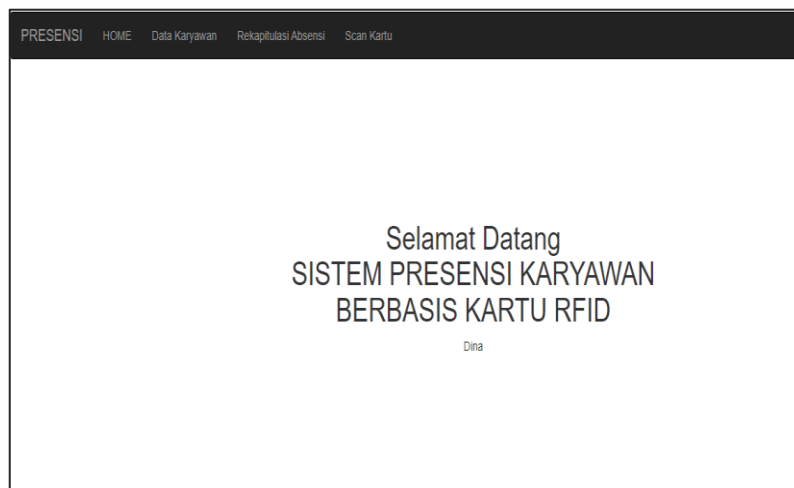 PRESENSI HOME Data Karyawan Rekapitulasi Absensi Scan Kartu
Selamat Datang
SISTEM PRESENSI KARYAWAN
BERBASIS KARTU RFID
Dina